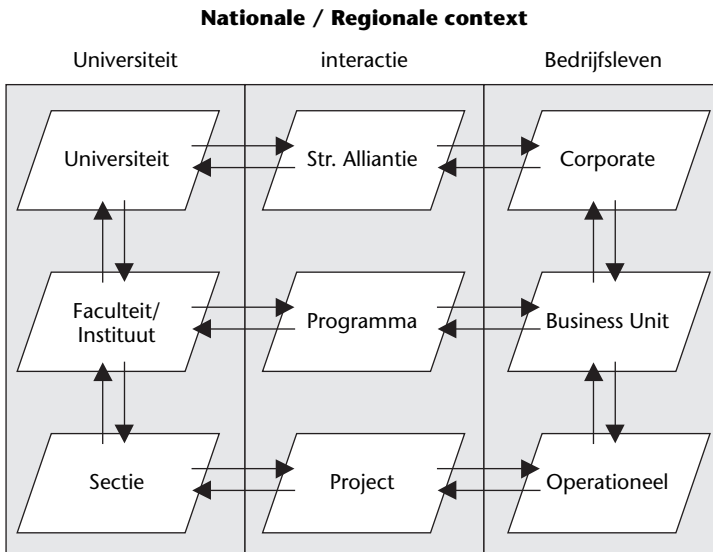 Nationale / Regionale context
Universiteit
interactie
Bedrijfsleven
Universiteit
Str. Alliantie
Corporate
Faculteit/
Instituut
Programma
Business Unit
Sectie
Project
Operationeel